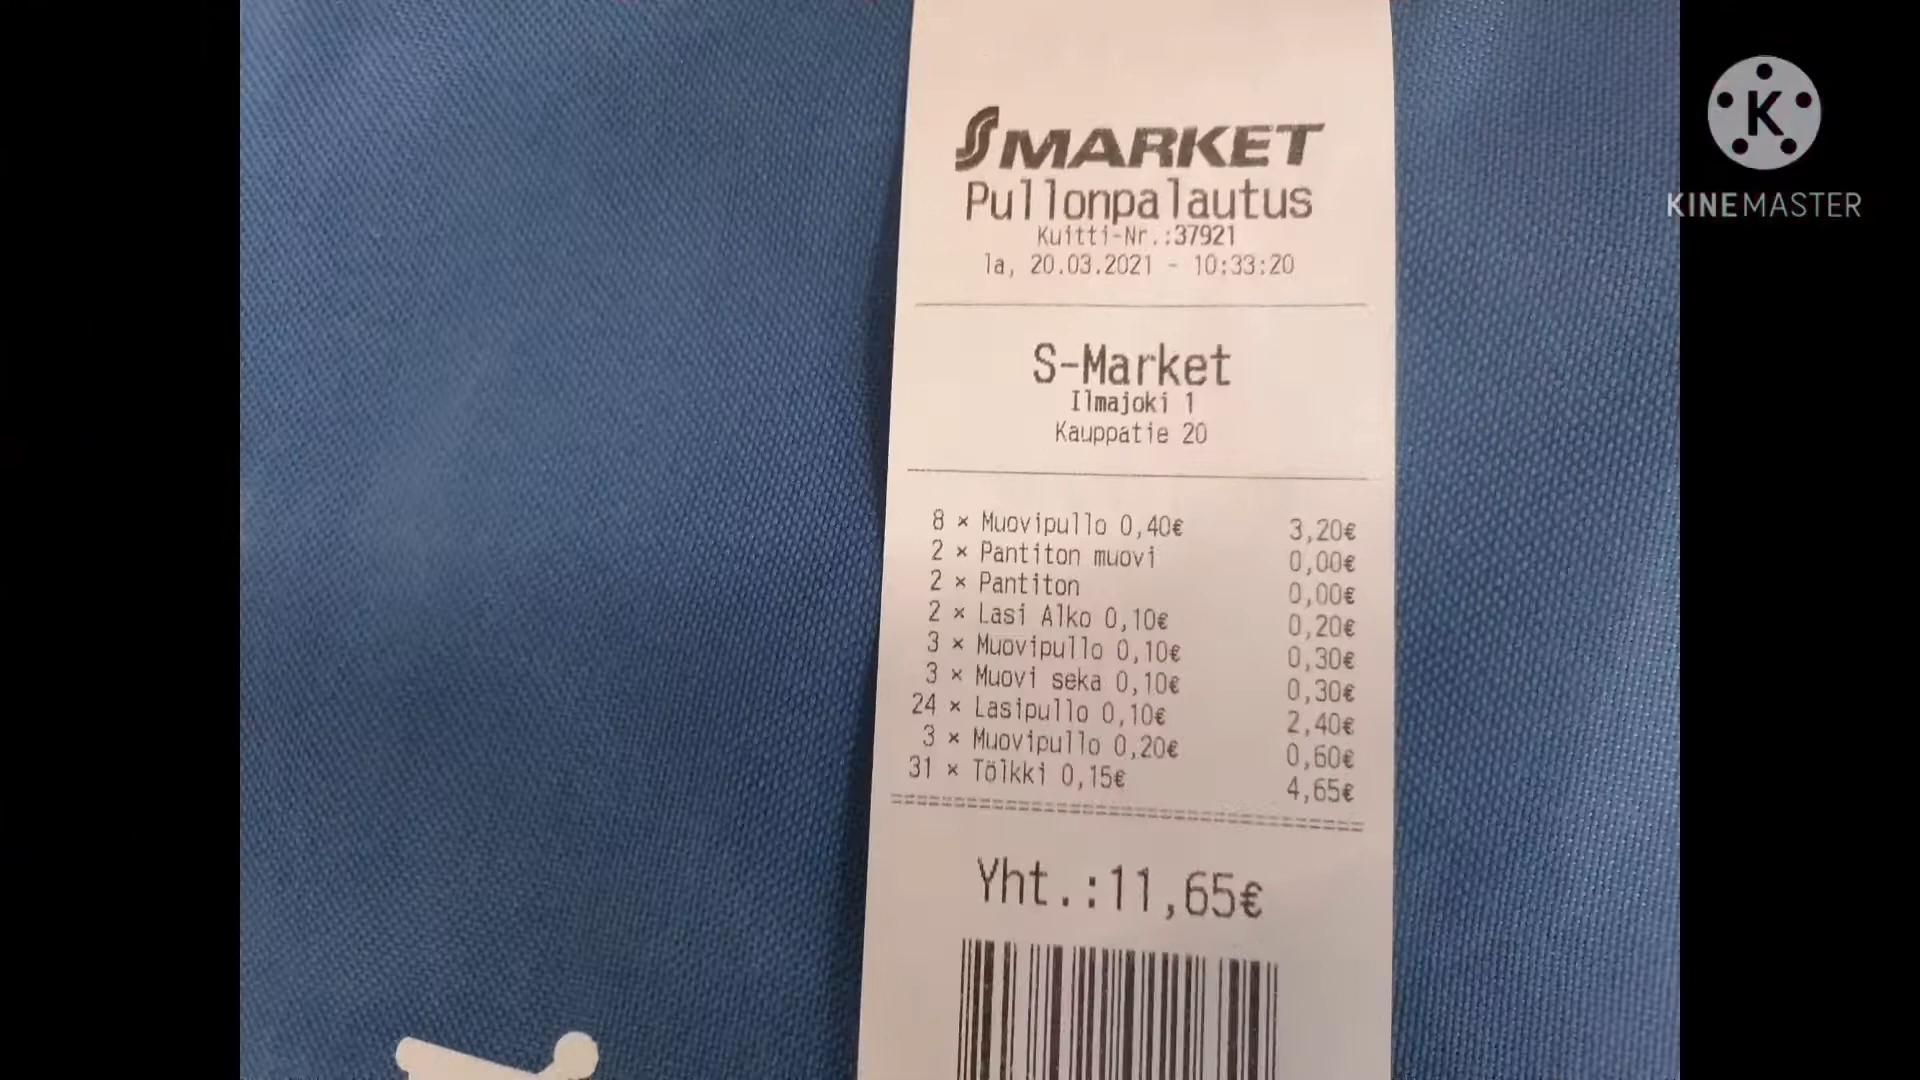 S MARKET
Pullonpalautus
Kuitti-Nr.:37921
la, 20.03.2021 - 10:33:20
S-Market
Ilmajoki 1
Kauppatie 20
8 × Muovipullo 0,40€ 3,20€
2 × Pantiton muovi 0,00€
2 × Pantiton 0,00€
2 × Lasi Alko 0,10€ 0,20€
3 × Muovipullo 0,10€ 0,30€
3 × Muovi seka 0,10€ 0,30€
24 × Lasipullo 0,10€ 2,40€
3 × Muovipullo 0,20€ 0,60€
31 × Tölkki 0,15€ 4,65€
Yht.:11,65€
K
KINEMASTER